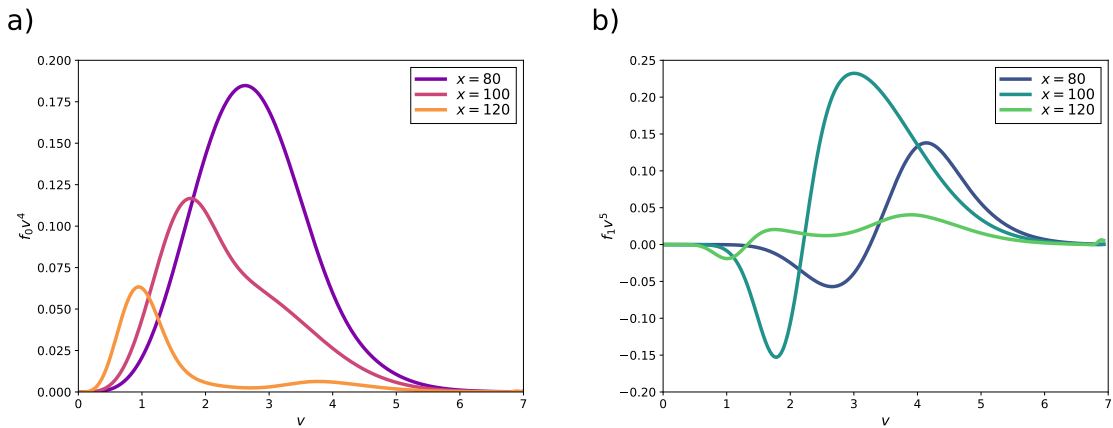 a)
b)
0.200
0.175
0.150
0.125
0.100
0.075
0.050
0.025
0.000
f₀v⁴
x = 80
x = 100
x = 120
0 1 2 3 4 5 6 7
v
0.25
0.20
0.15
0.10
0.05
0.00
−0.05
−0.10
−0.15
−0.20
f₁v⁵
x = 80
x = 100
x = 120
0 1 2 3 4 5 6 7
v